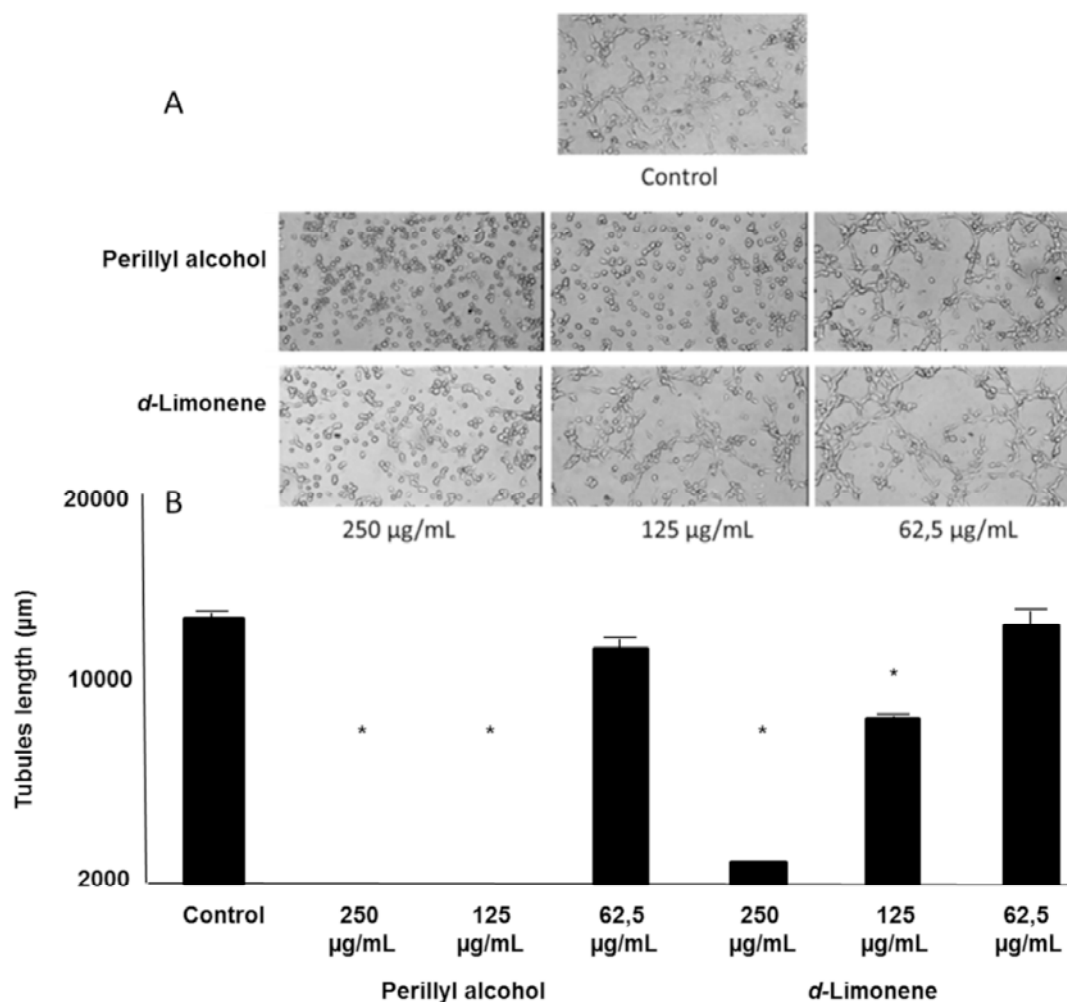 A
Control
Perillyl alcohol
d-Limonene
250 µg/mL 125 µg/mL 62,5 µg/mL
B
Tubules length (µm)
20000
10000
2000
* * * *
Control 250 125 62,5 250 125 62,5
µg/mL µg/mL µg/mL µg/mL µg/mL µg/mL
Perillyl alcohol d-Limonene